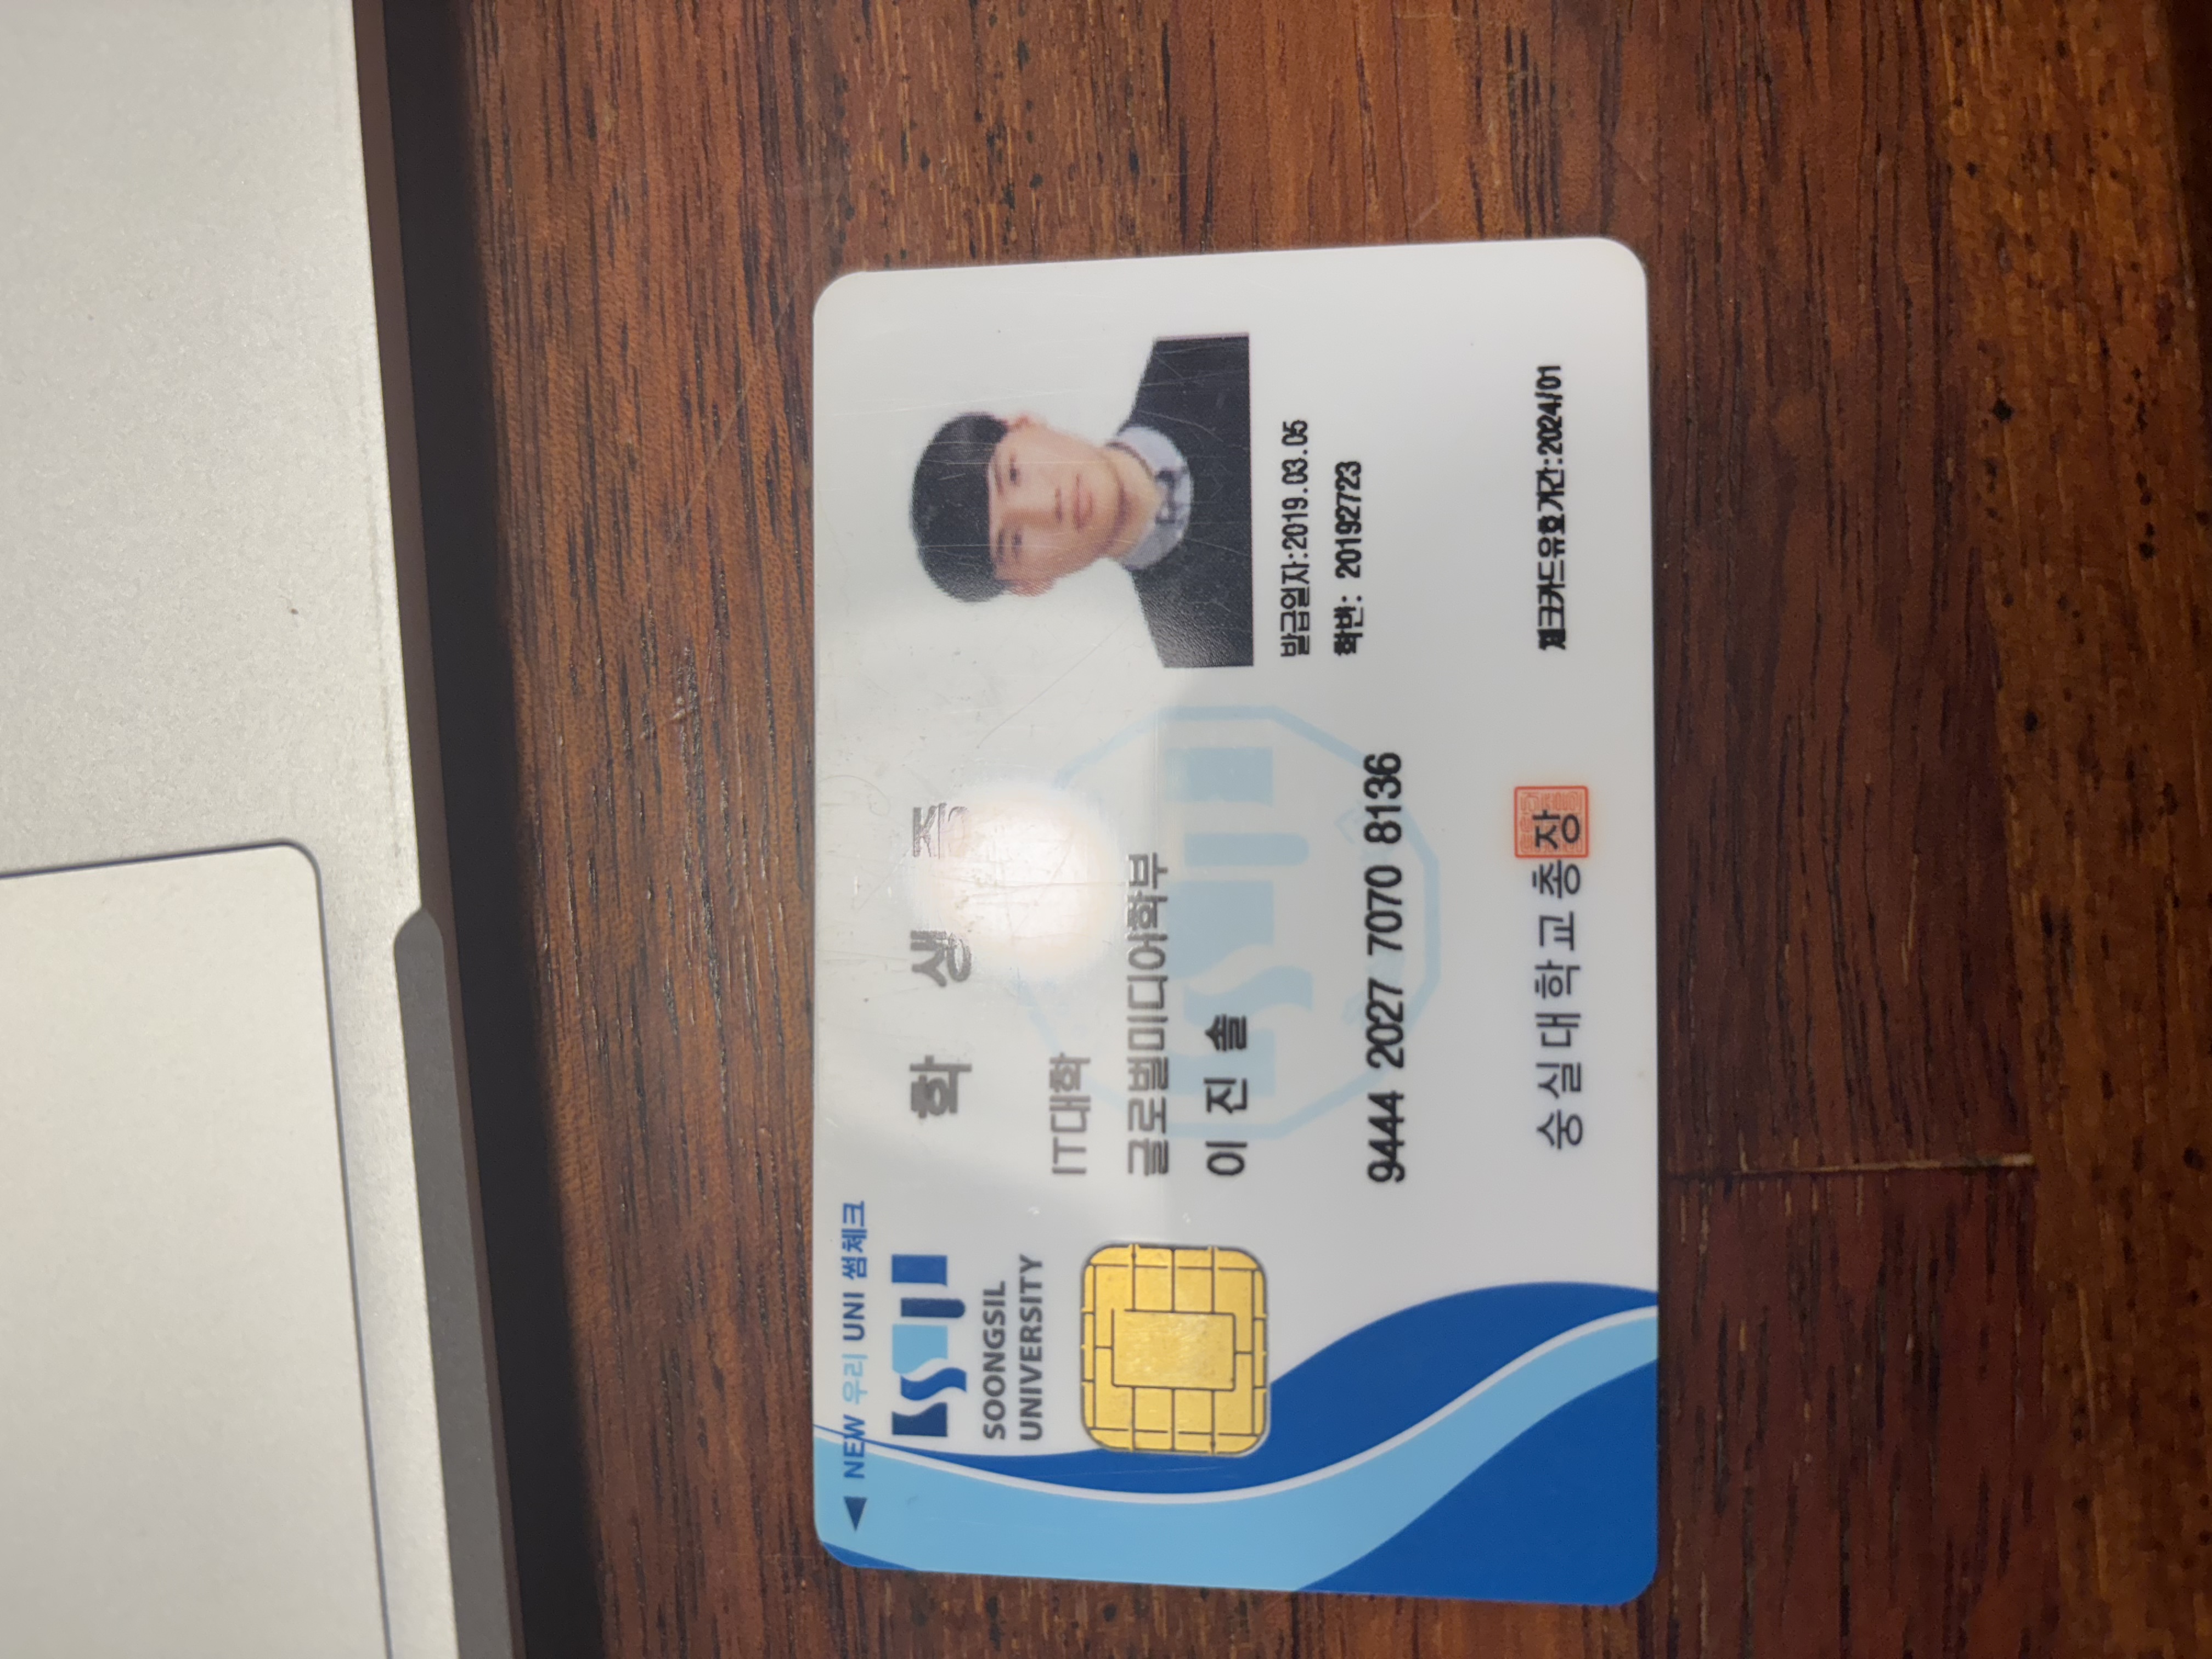 NEW 우리 UNI 썸체크
SOONGSIL
UNIVERSITY
학 생 증
IT대학
글로벌미디어학부
이 진 솔
발급일자:2019.03.05
학번: 20192723
9444 2027 7070 8136
숭실대학교총장
체크카드유효기간:2024/01